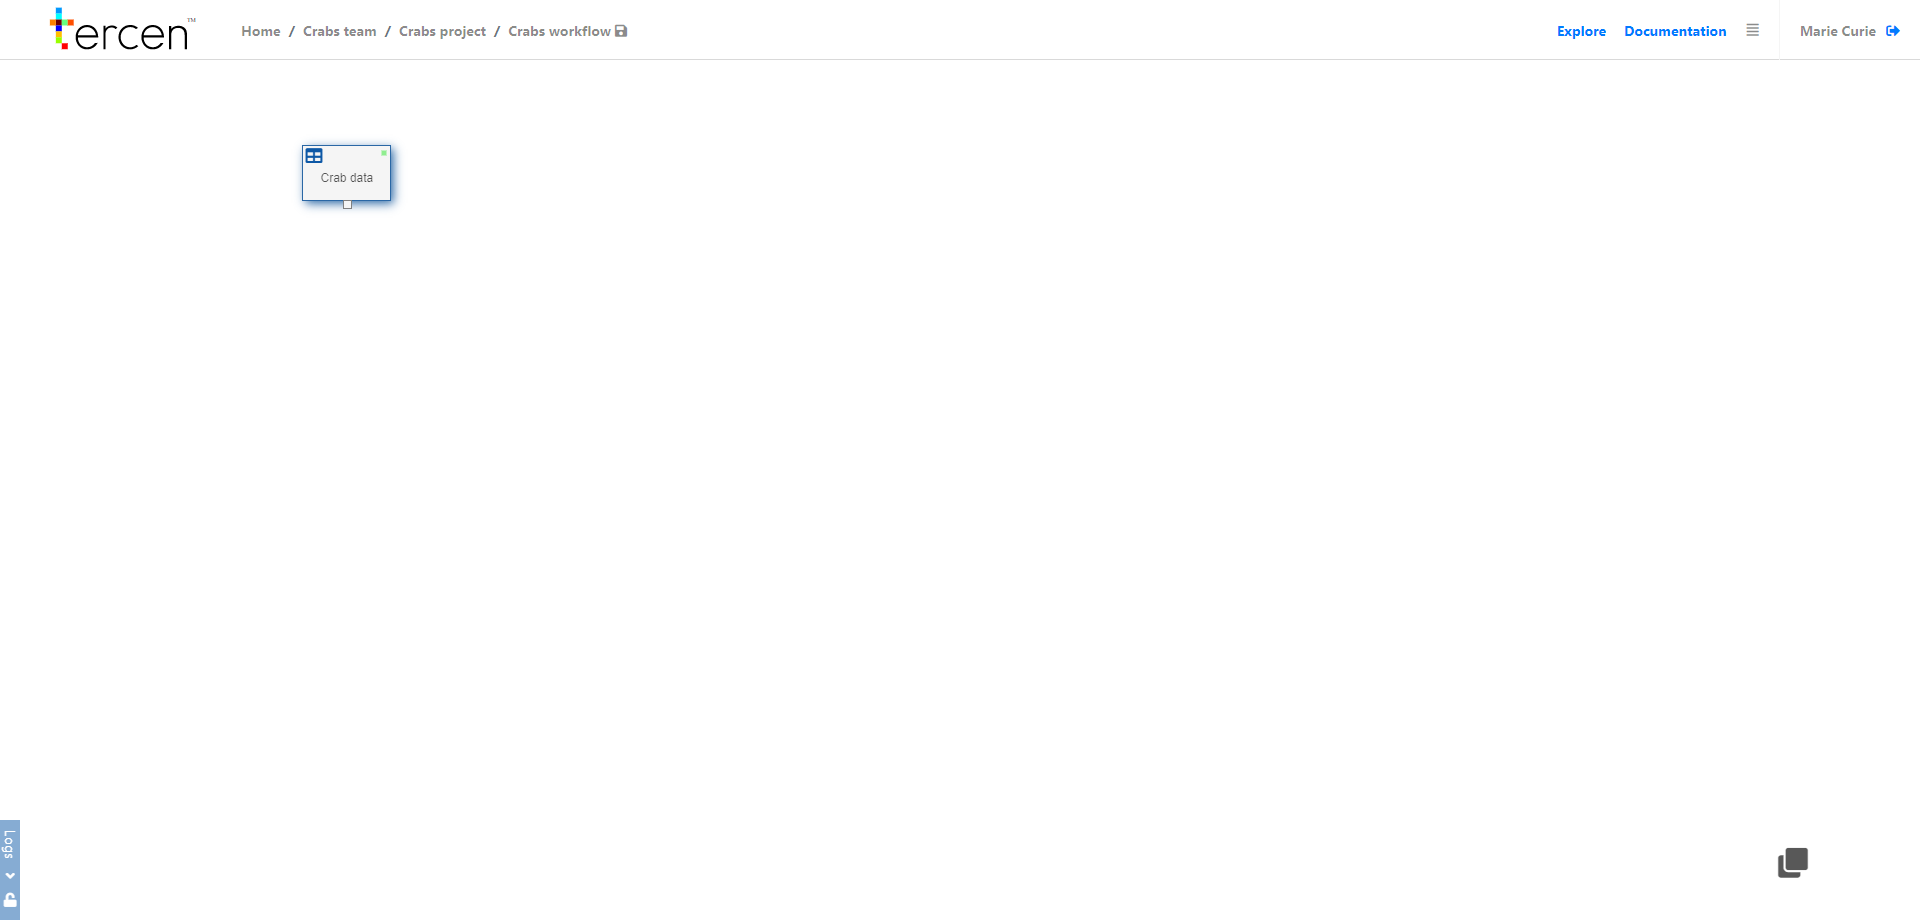 tercen™
Home / Crabs team / Crabs project / Crabs workflow
Explore Documentation Marie Curie
Crab data
Logs